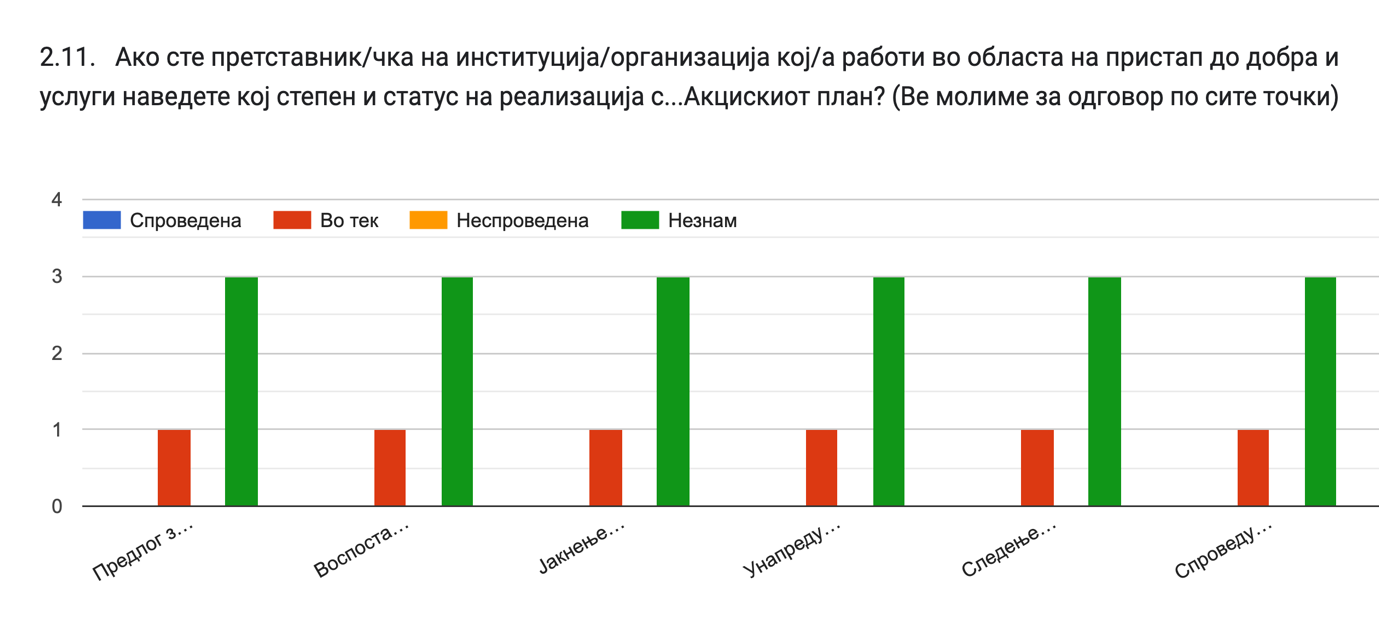 2.11. Ако сте претставник/чка на институција/организација кој/а работи во областа на пристап до добра и
услуги наведете кој степен и статус на реализација с...Акцискиот план? (Ве молиме за одговор по сите точки)
4
Спроведена Во тек Неспроведена Незнам
3
2
1
0
Предлог з...
Воспоста...
Јакнење...
Унапреду...
Следење...
Спроведу...